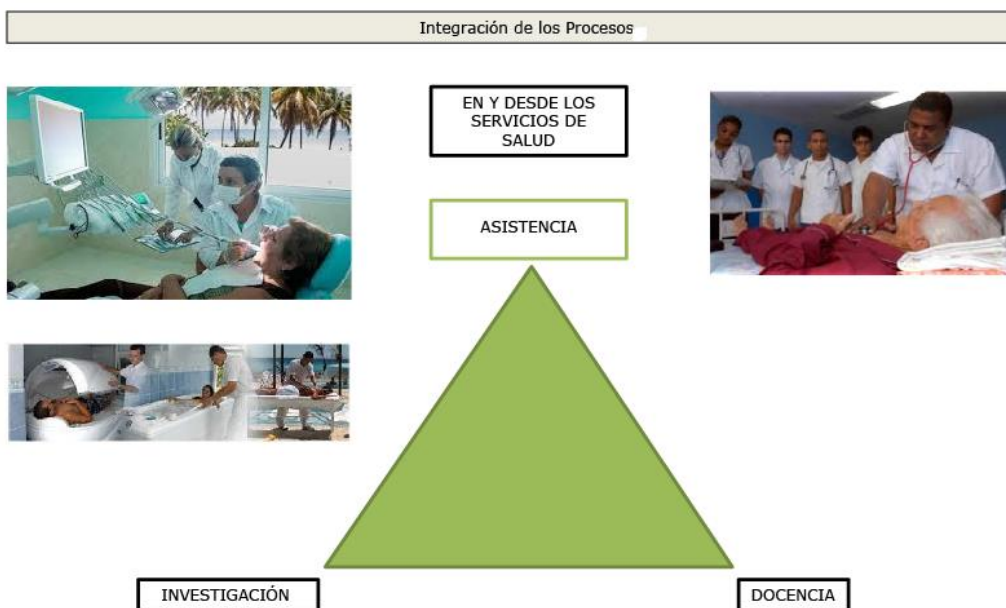 Integración de los Procesos
EN Y DESDE LOS
SERVICIOS DE
SALUD
ASISTENCIA
INVESTIGACIÓN
DOCENCIA